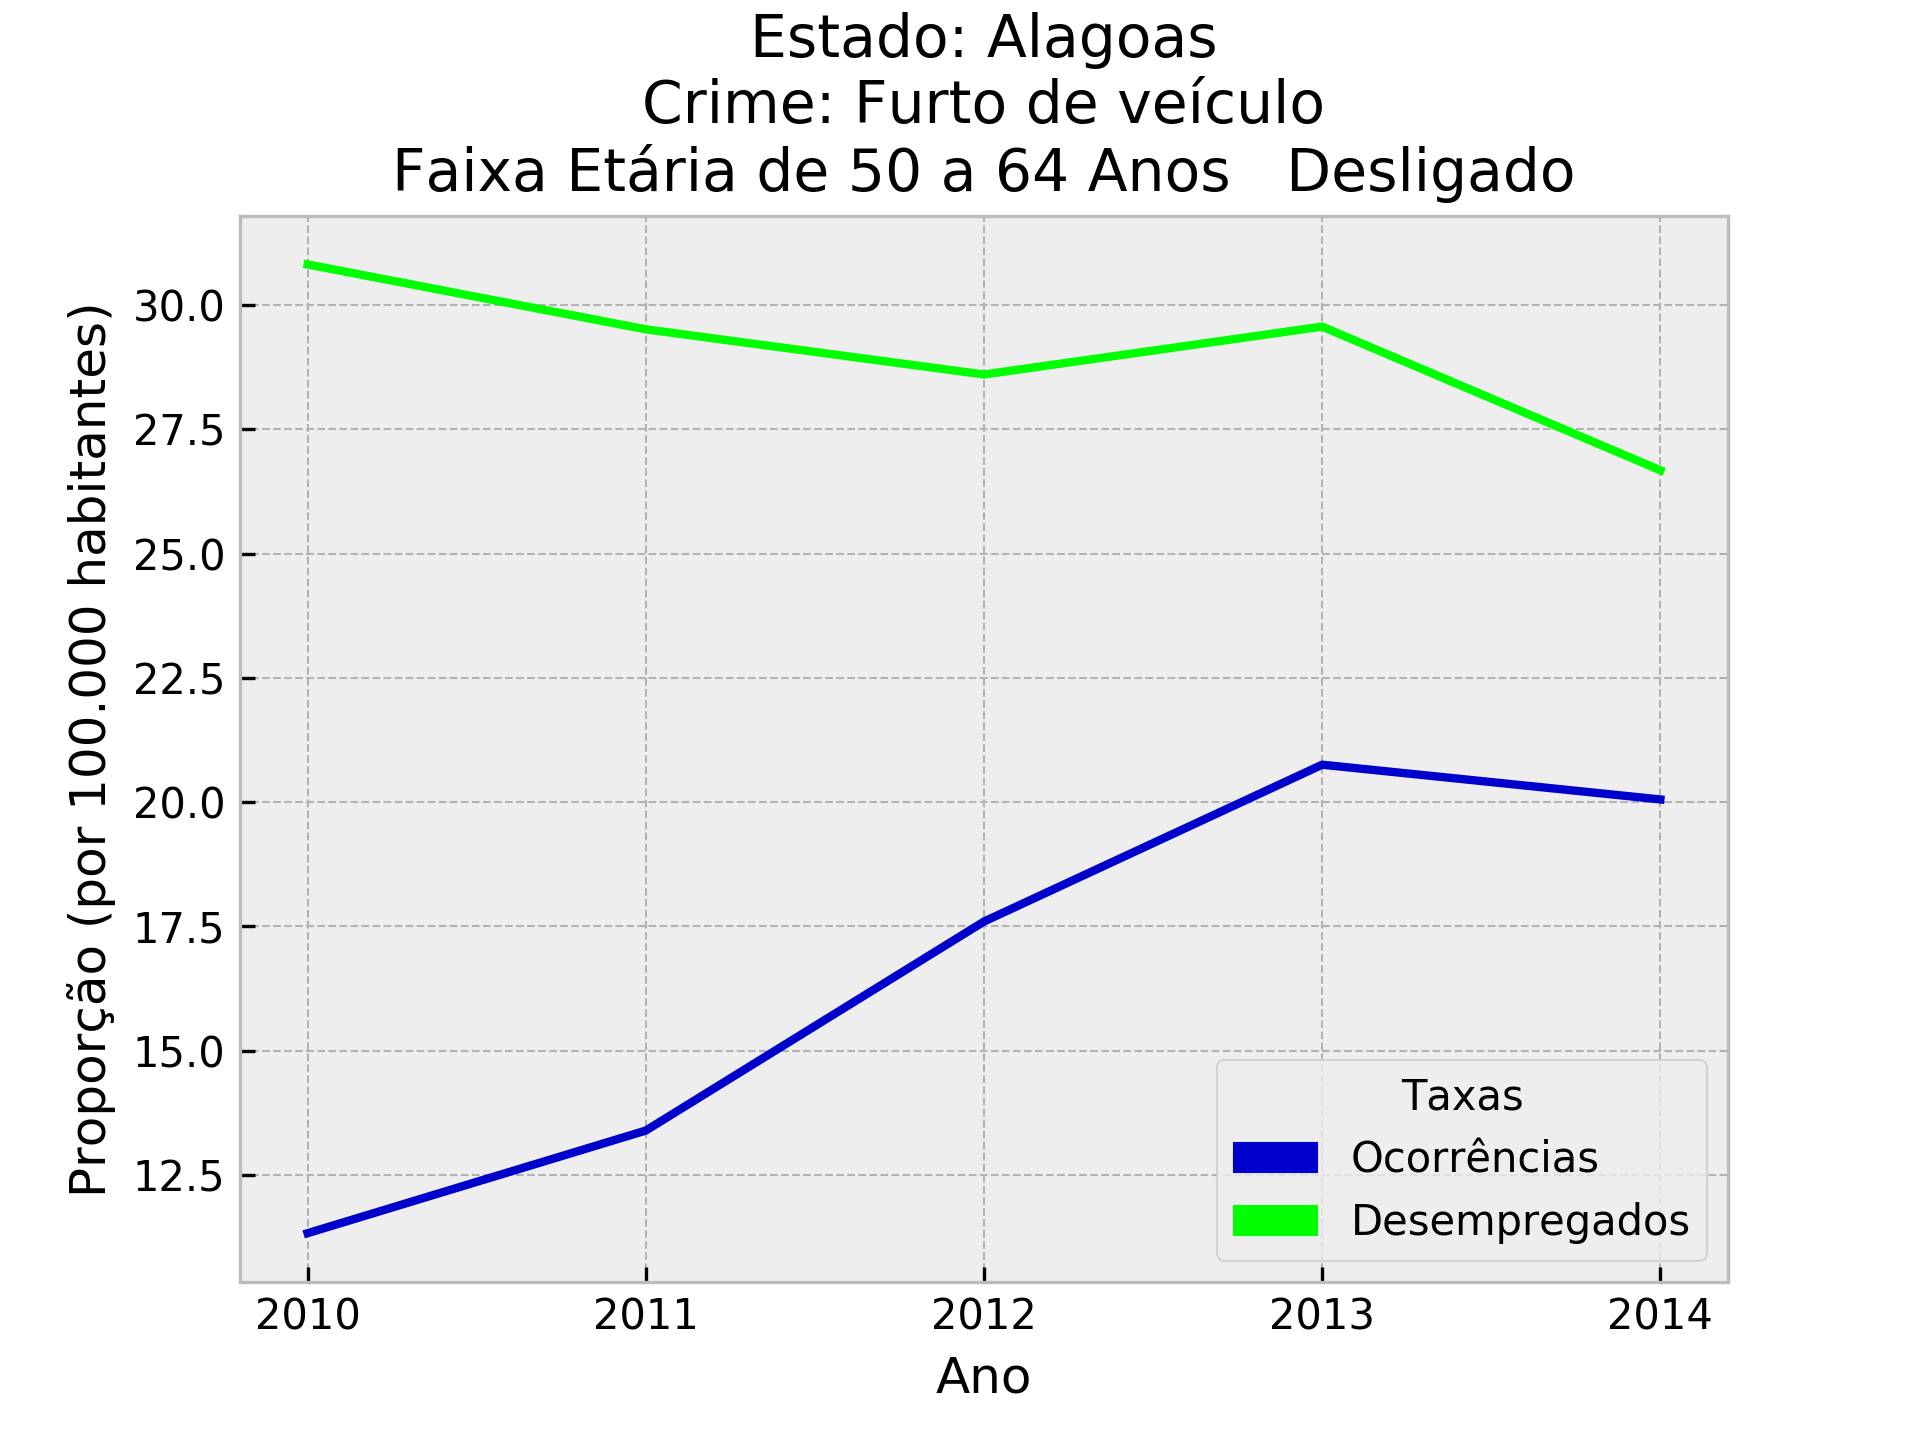 Estado: Alagoas
Crime: Furto de veículo
Faixa Etária de 50 a 64 Anos   Desligado
Proporção (por 100.000 habitantes)
30.0
27.5
25.0
22.5
20.0
17.5
15.0
12.5
Taxas
Ocorrências
Desempregados
2010 2011 2012 2013 2014
Ano